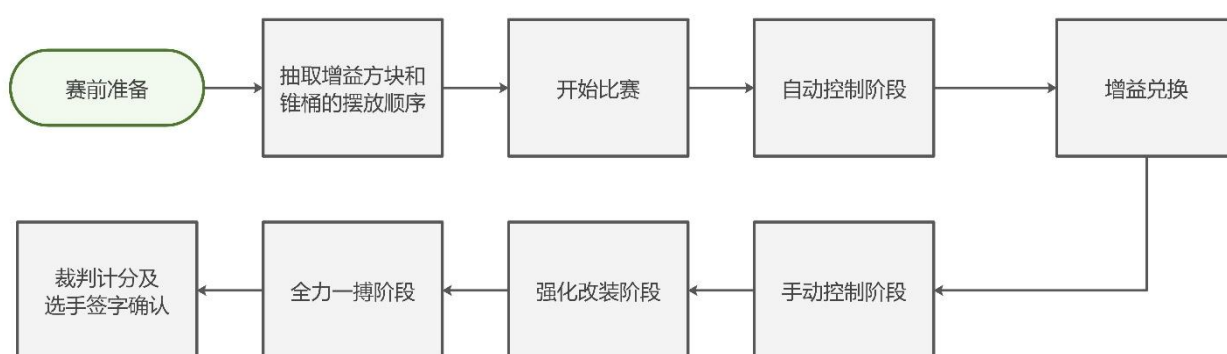 赛前准备
抽取增益方块和
锥桶的摆放顺序
开始比赛
自动控制阶段
增益兑换
手动控制阶段
强化改装阶段
全力一搏阶段
裁判计分及
选手签字确认